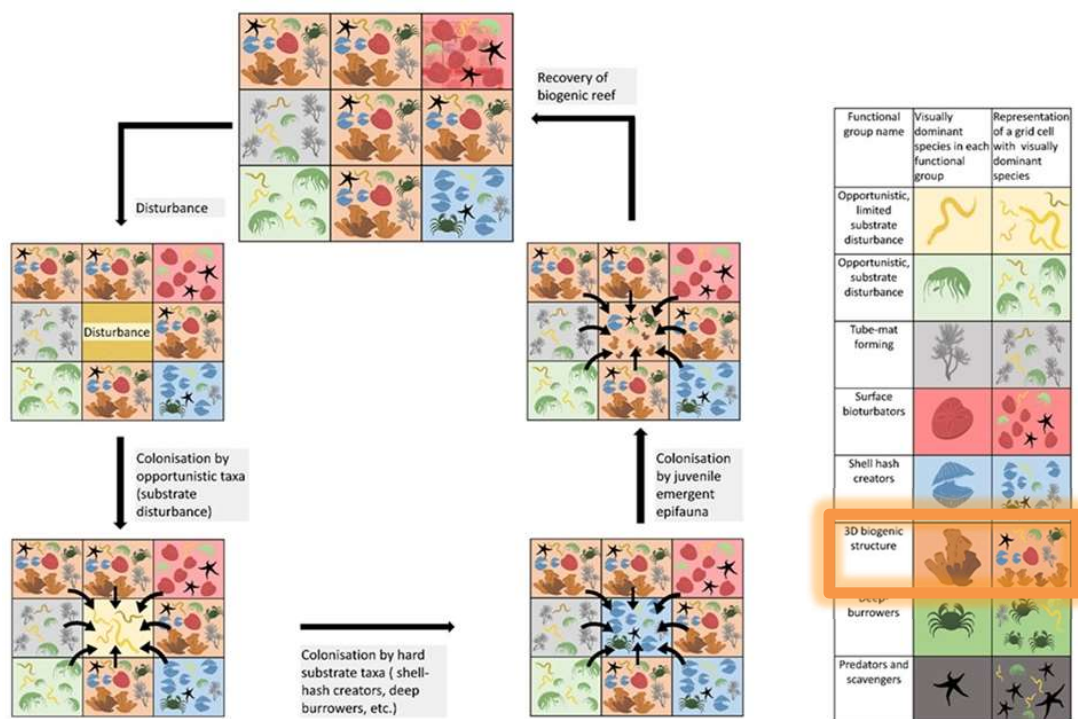 Recovery of
biogenic reef
Disturbance
Disturbance
Colonisation by
opportunistic taxa
(substrate
disturbance)
Colonisation by hard
substrate taxa ( shell-
hash creators, deep
burrowers, etc.)
Colonisation
by juvenile
emergent
epifauna
Functional
group name
Visually
dominant
species in each
functional
group
Representation
of a grid cell
with visually
dominant
species
Opportunistic,
limited
substrate
disturbance
Opportunistic,
substrate
disturbance
Tube-mat
forming
Surface
bioturbators
Shell hash
creators
3D biogenic
structure
Deep-
burrowers
Predators and
scavengers